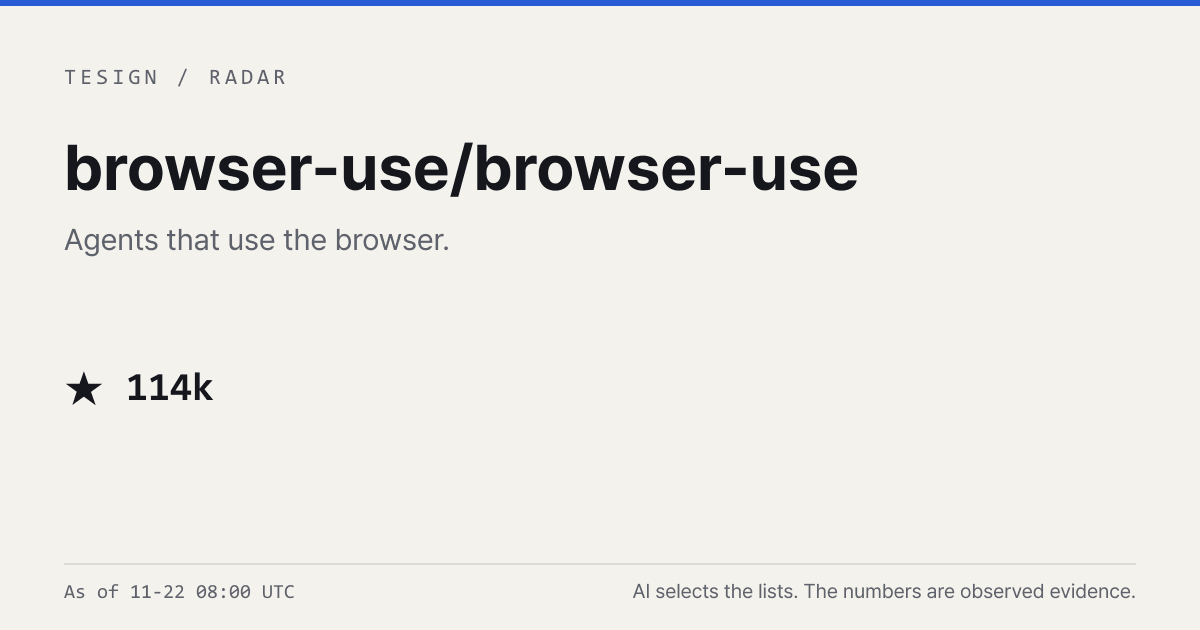 TESIGN / RADAR
browser-use/browser-use
Agents that use the browser.
★ 114k
As of 11-22 08:00 UTC
AI selects the lists. The numbers are observed evidence.